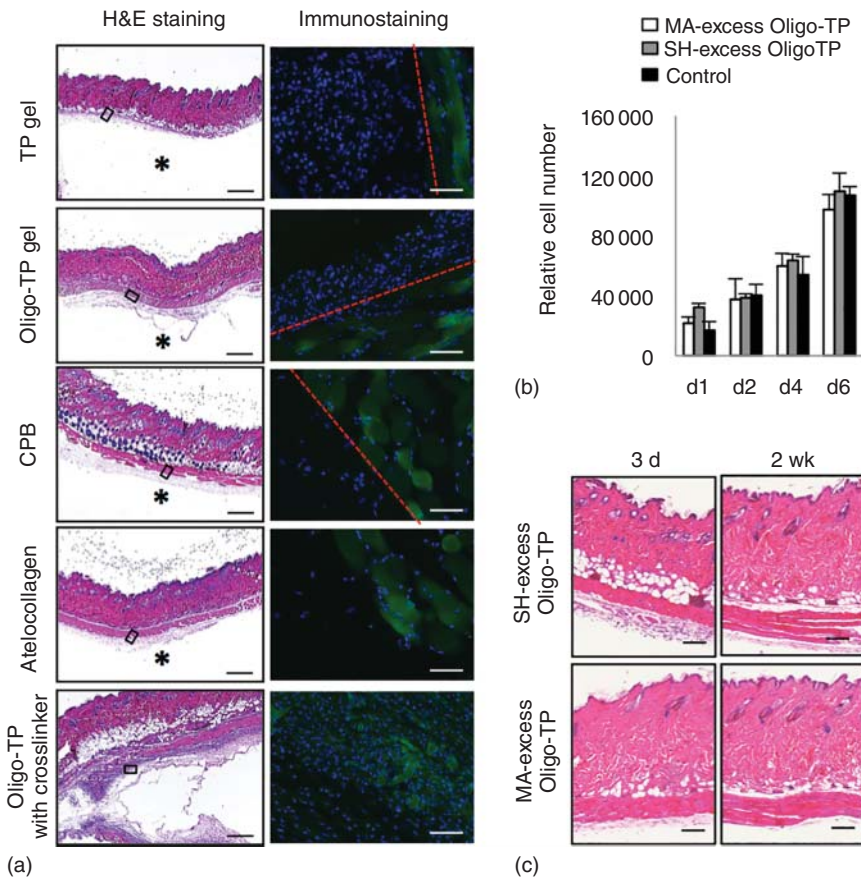 H&E staining
Immunostaining
TP gel
*
Oligo-TP gel
*
CPB
*
Atelocollagen
*
Oligo-TP
with crosslinker
(a)
MA-excess Oligo-TP
SH-excess OligoTP
Control
Relative cell number
160 000
120 000
80 000
40 000
0
d1 d2 d4 d6
(b)
3 d
2 wk
SH-excess
Oligo-TP
MA-excess
Oligo-TP
(c)